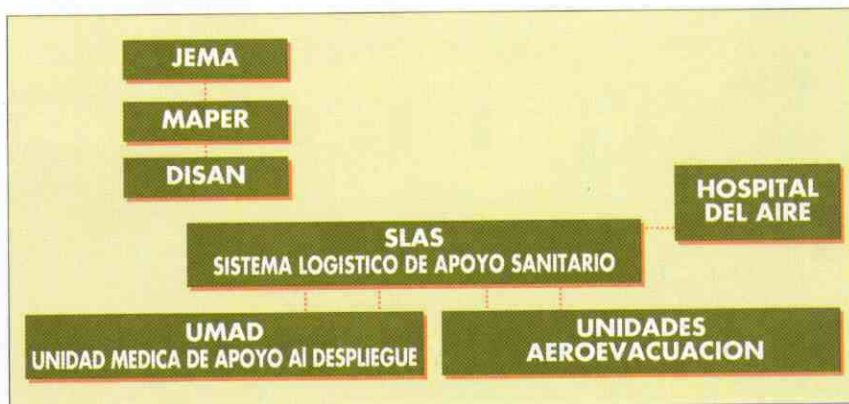 JEMA
MAPER
DISAN
HOSPITAL
DEL AIRE
SLAS
SISTEMA LOGISTICO DE APOYO SANITARIO
UMAD
UNIDAD MEDICA DE APOYO Al DESPLIEGUE
UNIDADES
AEROEVACUACION